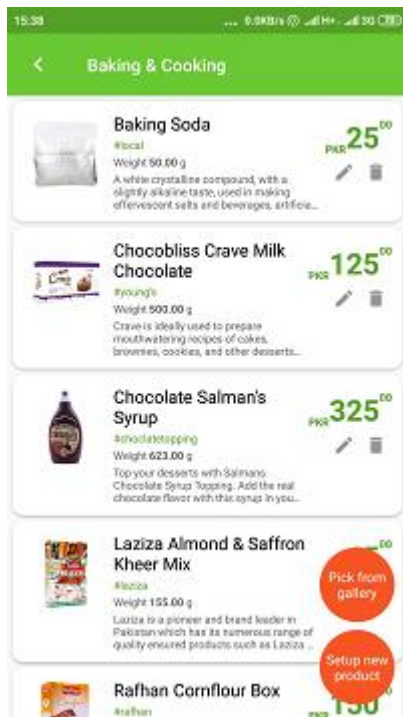 15:38
... 0.0KB/s H+ 3G
Baking & Cooking
Baking Soda
#local
Weight 50.00 g
A white crystalline compound, with a
slightly alkaline taste, used in making
effervescent salts and beverages, artificia...
PKR 25.00
Chocobliss Crave Milk
Chocolate
#young's
Weight 500.00 g
Crave is ideally used to prepare
mouthwatering recipes of cakes,
brownies, cookies, and other desserts...
PKR 125.00
Chocolate Salman's
Syrup
#choclatetopping
Weight 623.00 g
Top your desserts with Salmans
Chocolate Syrup Topping. Add the real
chocolate flavor with this syrup in you...
PKR 325.00
Laziza Almond & Saffron
Kheer Mix
#laziza
Weight 155.00 g
Laziza is a pioneer and brand leader in
Pakistan which has its numerous range of
quality ensured products such as Laziza ...
00
Pick from
gallery
Setup new
product
Rafhan Cornflour Box
#rafhan
PKR 150